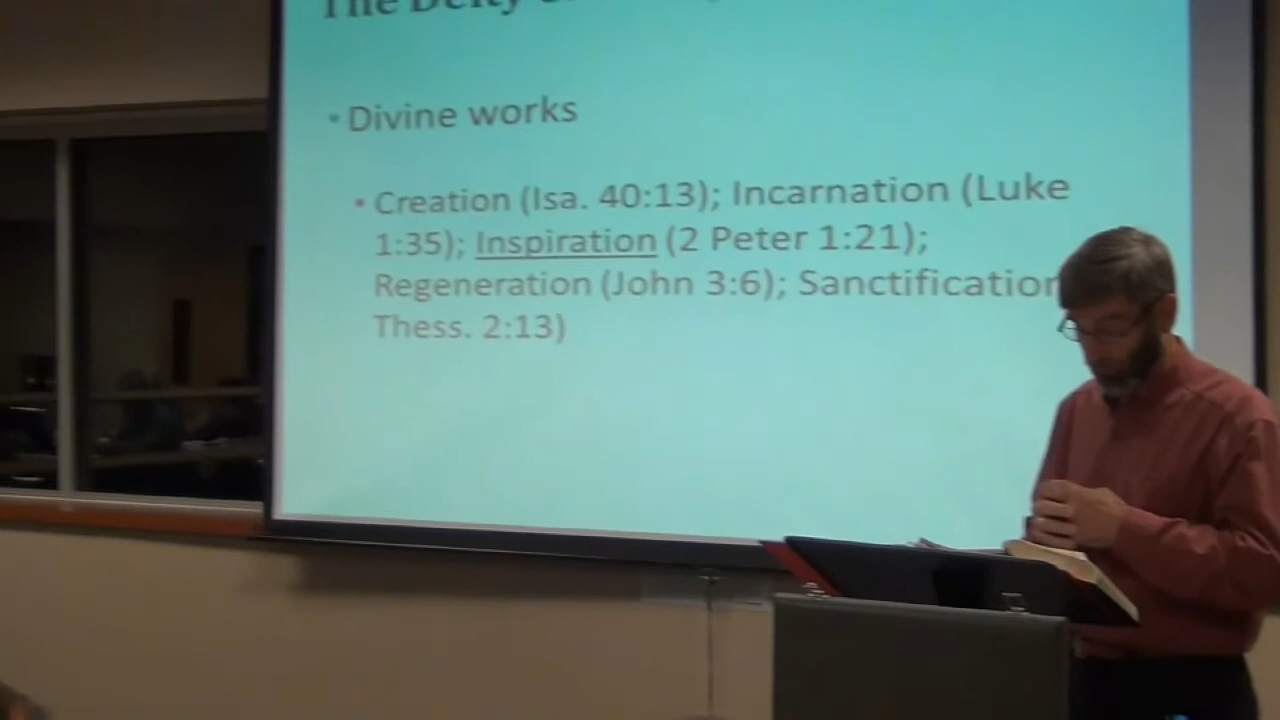 The Deity
• Divine works
• Creation (Isa. 40:13); Incarnation (Luke
1:35); Inspiration (2 Peter 1:21);
Regeneration (John 3:6); Sanctification
Thess. 2:13)